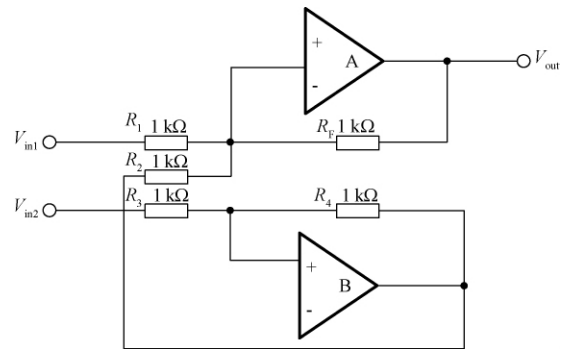 +
A
-
V_out
R_1 1 kΩ
R_F 1 kΩ
V_in1
R_2 1 kΩ
V_in2
R_3 1 kΩ
R_4 1 kΩ
+
B
-